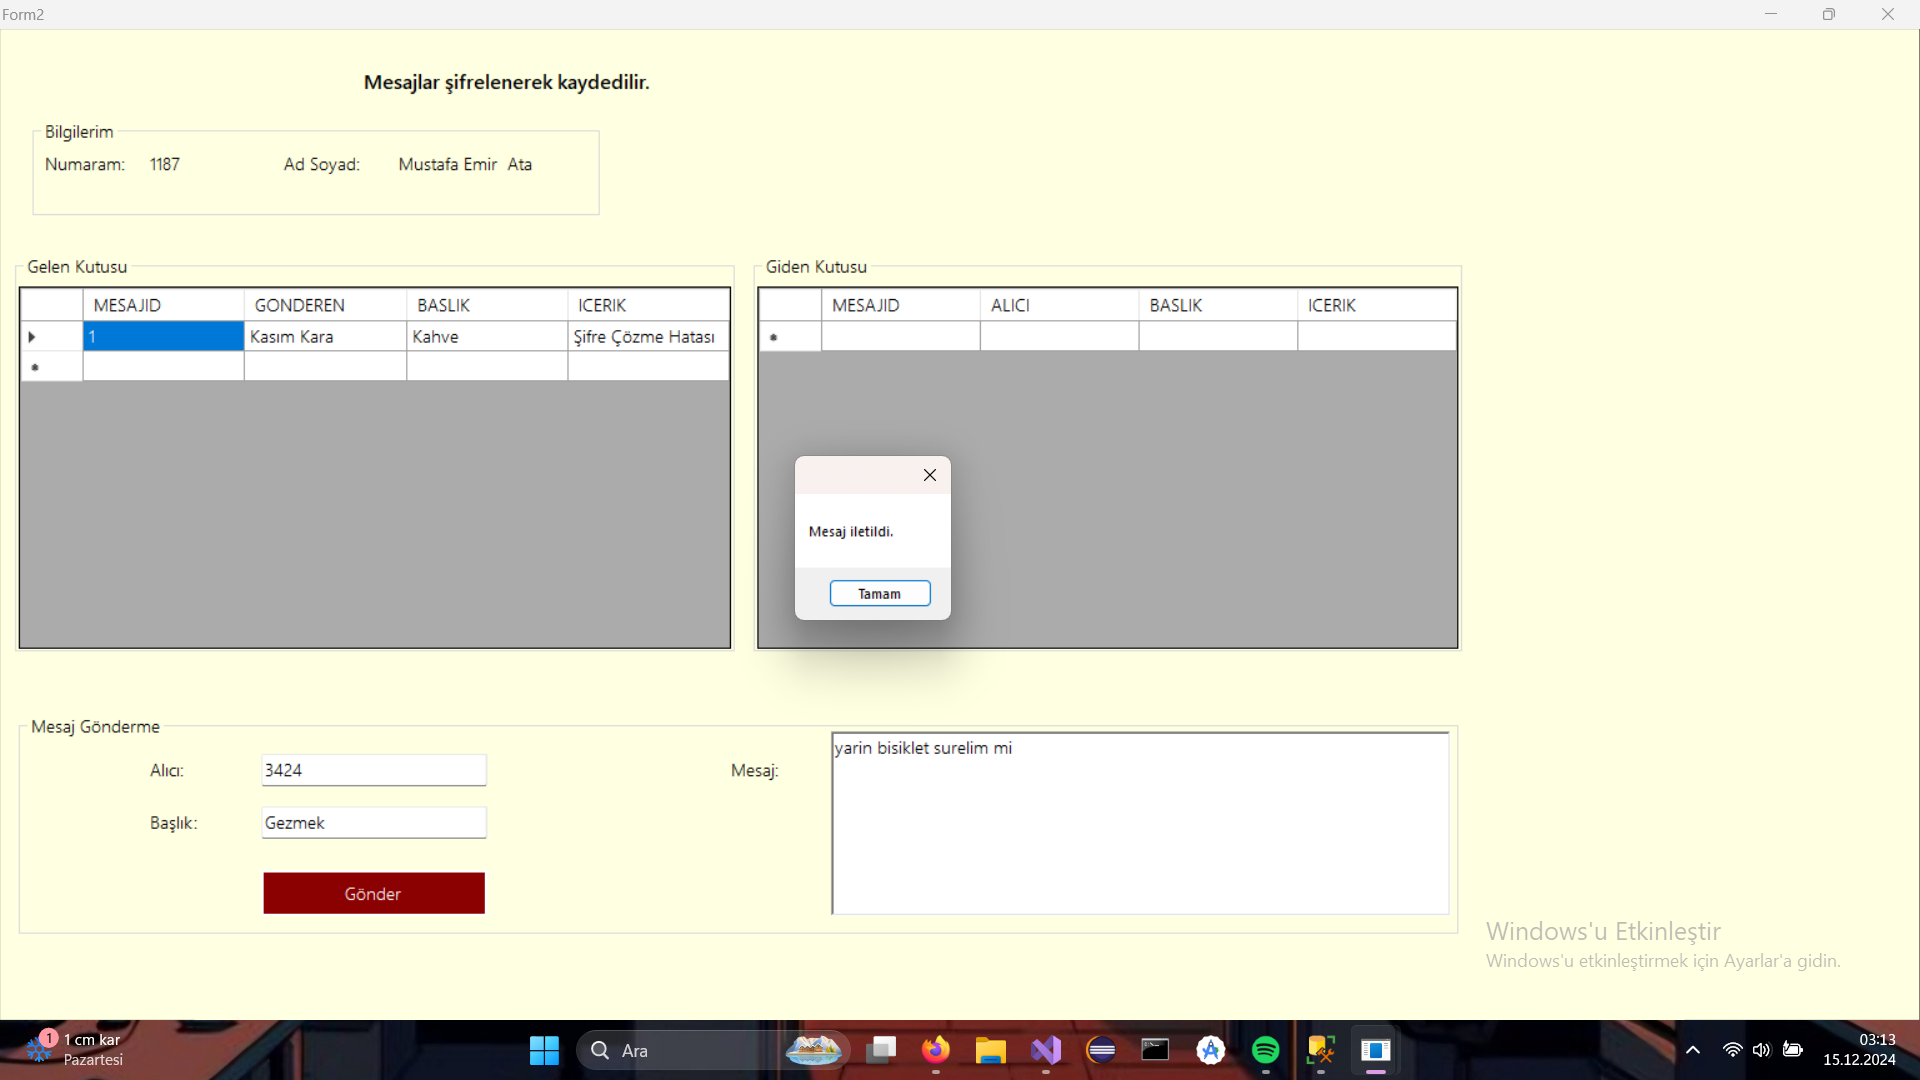 Form2
Mesajlar şifrelenerek kaydedilir.
Bilgilerim
Numaram: 1187 Ad Soyad: Mustafa Emir Ata
Gelen Kutusu
MESAJID GONDEREN BASLIK ICERIK
1 Kasım Kara Kahve Şifre Çözme Hatası
Giden Kutusu
MESAJID ALICI BASLIK ICERIK
Mesaj iletildi.
Tamam
Mesaj Gönderme
Alıcı: 3424
Başlık: Gezmek
Gönder
Mesaj: yarin bisiklet surelim mi
Windows'u Etkinleştir
Windows'u etkinleştirmek için Ayarlar'a gidin.
1
1 cm kar
Pazartesi
Ara
03:13
15.12.2024